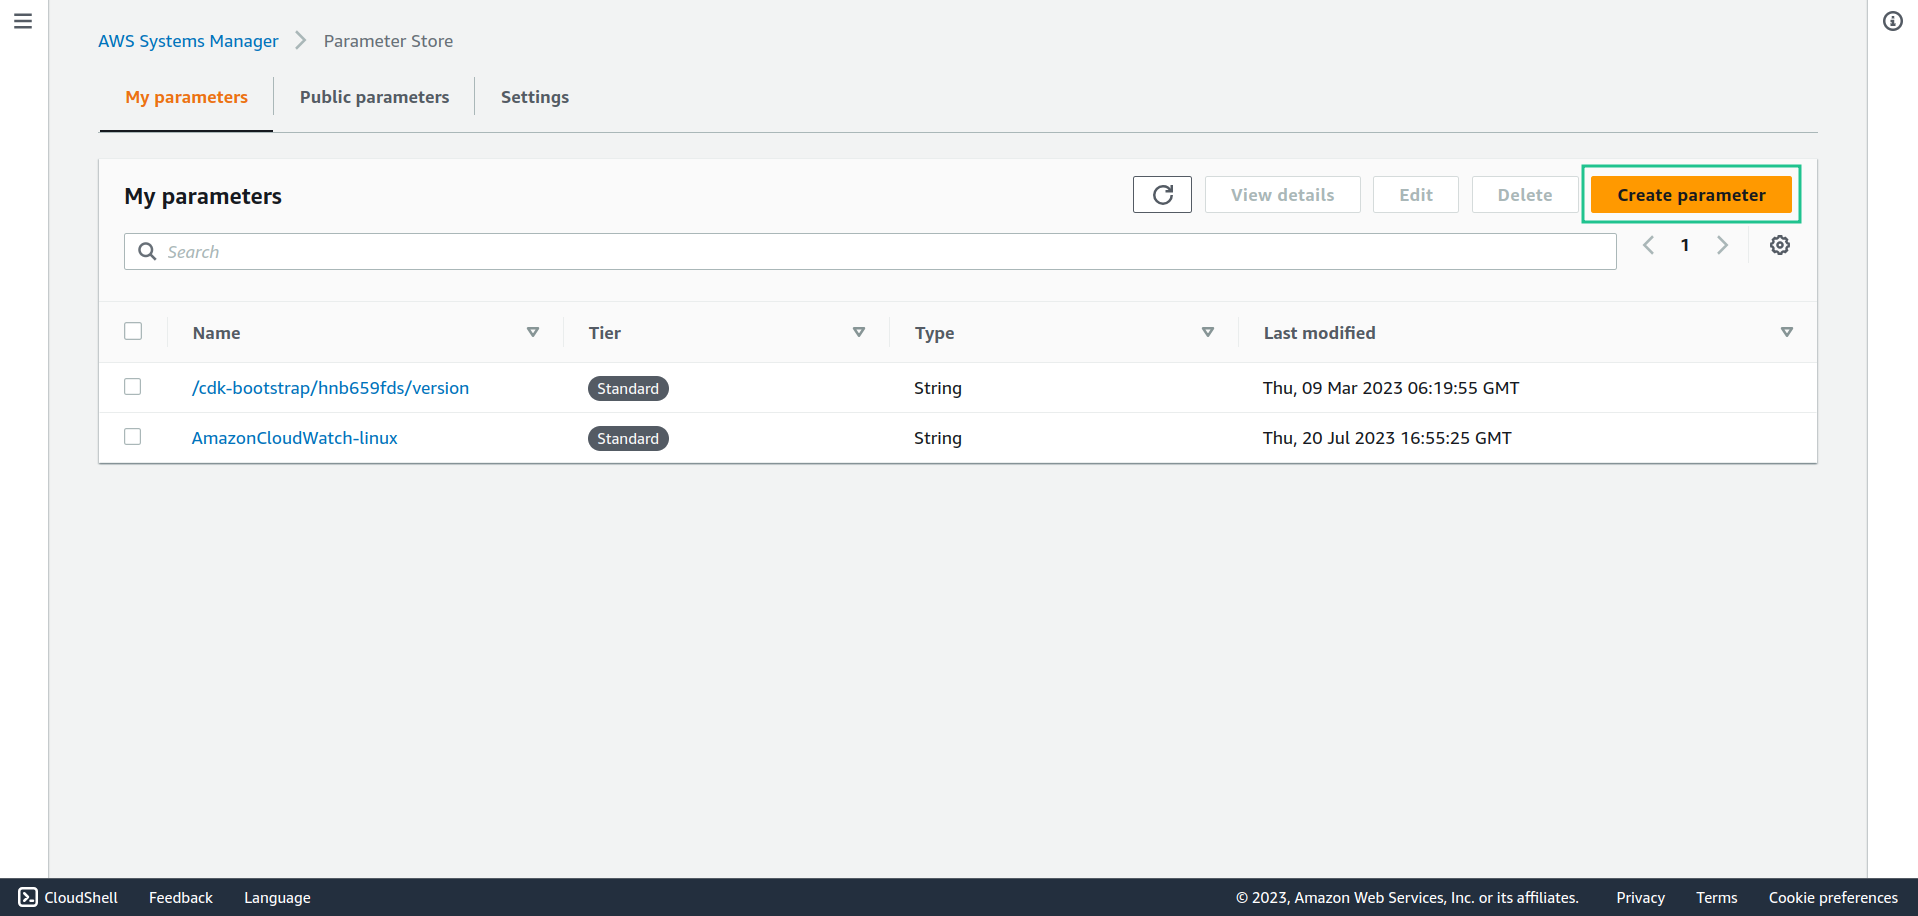 AWS Systems Manager Parameter Store
My parameters Public parameters Settings
My parameters View details Edit Delete Create parameter
Search 1
Name Tier Type Last modified
/cdk-bootstrap/hnb659fds/version Standard String Thu, 09 Mar 2023 06:19:55 GMT
AmazonCloudWatch-linux Standard String Thu, 20 Jul 2023 16:55:25 GMT
CloudShell Feedback Language © 2023, Amazon Web Services, Inc. or its affiliates. Privacy Terms Cookie preferences